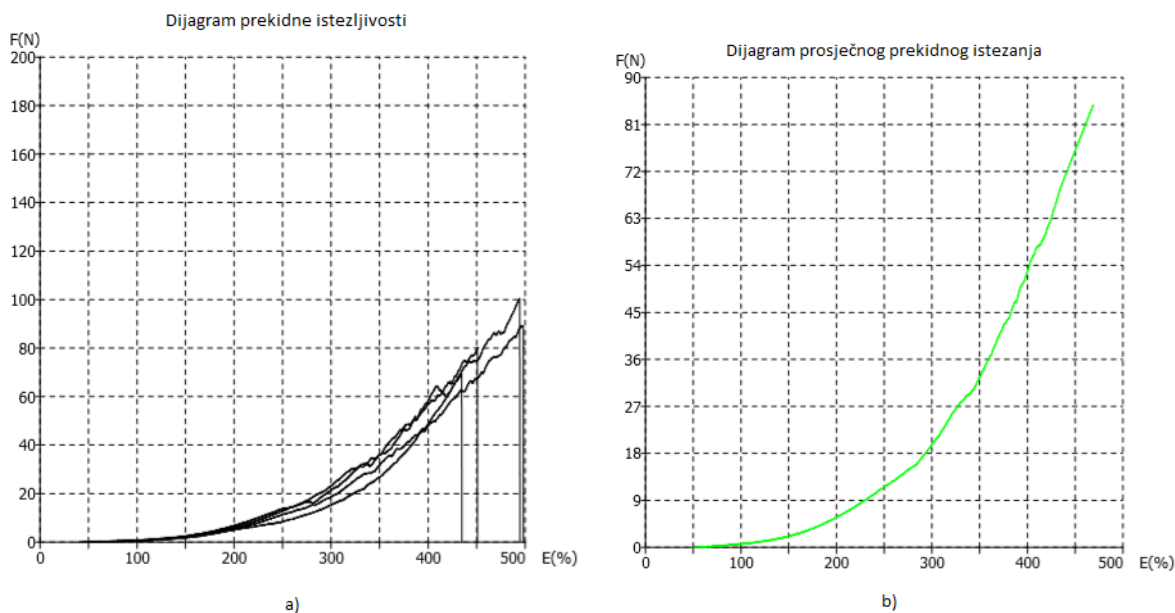 Dijagram prekidne istezljivosti
F(N)
200
180
160
140
120
100
80
60
40
20
0
0 100 200 300 400 500 E(%)
a)
Dijagram prosječnog prekidnog istezanja
F(N)
90
81
72
63
54
45
36
27
18
9
0
0 100 200 300 400 500 E(%)
b)